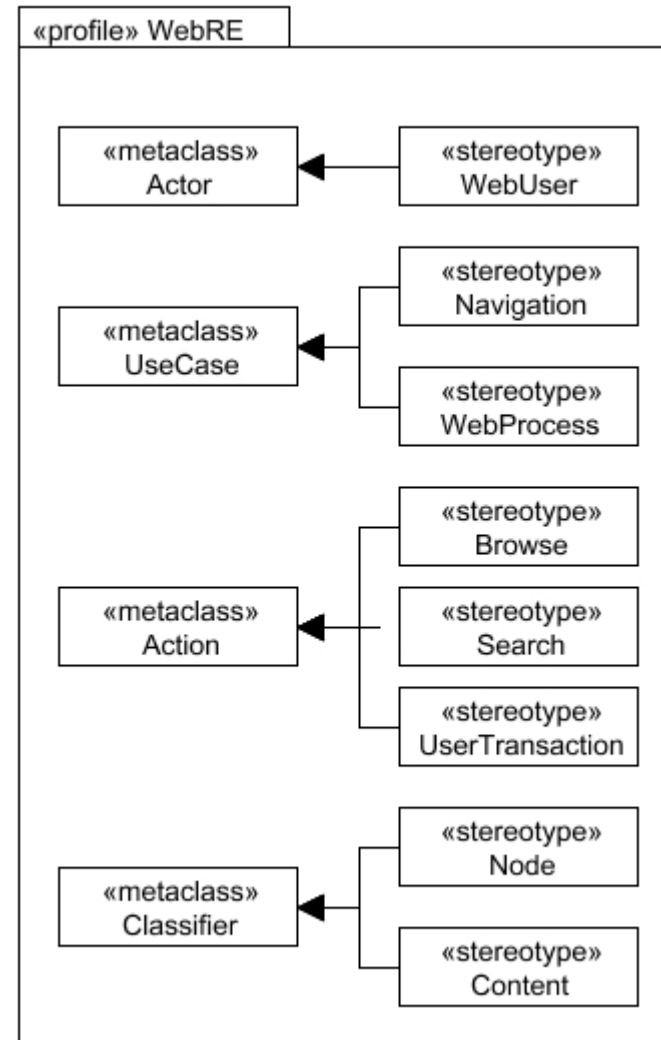 «profile» WebRE
«metaclass»
Actor
«stereotype»
WebUser
«metaclass»
UseCase
«stereotype»
Navigation
«stereotype»
WebProcess
«metaclass»
Action
«stereotype»
Browse
«stereotype»
Search
«stereotype»
UserTransaction
«metaclass»
Classifier
«stereotype»
Node
«stereotype»
Content